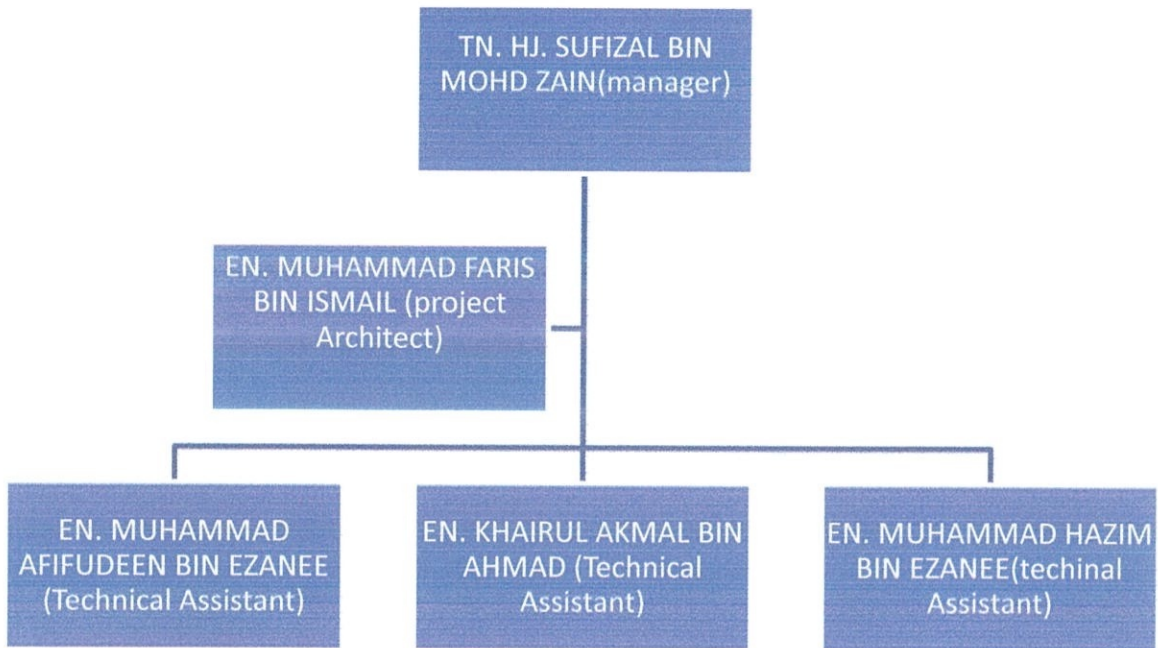 TN. HJ. SUFIZAL BIN
MOHD ZAIN(manager)
EN. MUHAMMAD FARIS
BIN ISMAIL (project
Architect)
EN. MUHAMMAD
AFIFUDEEN BIN EZANEE
(Technical Assistant)
EN. KHAIRUL AKMAL BIN
AHMAD (Technical
Assistant)
EN. MUHAMMAD HAZIM
BIN EZANEE(techinal
Assistant)